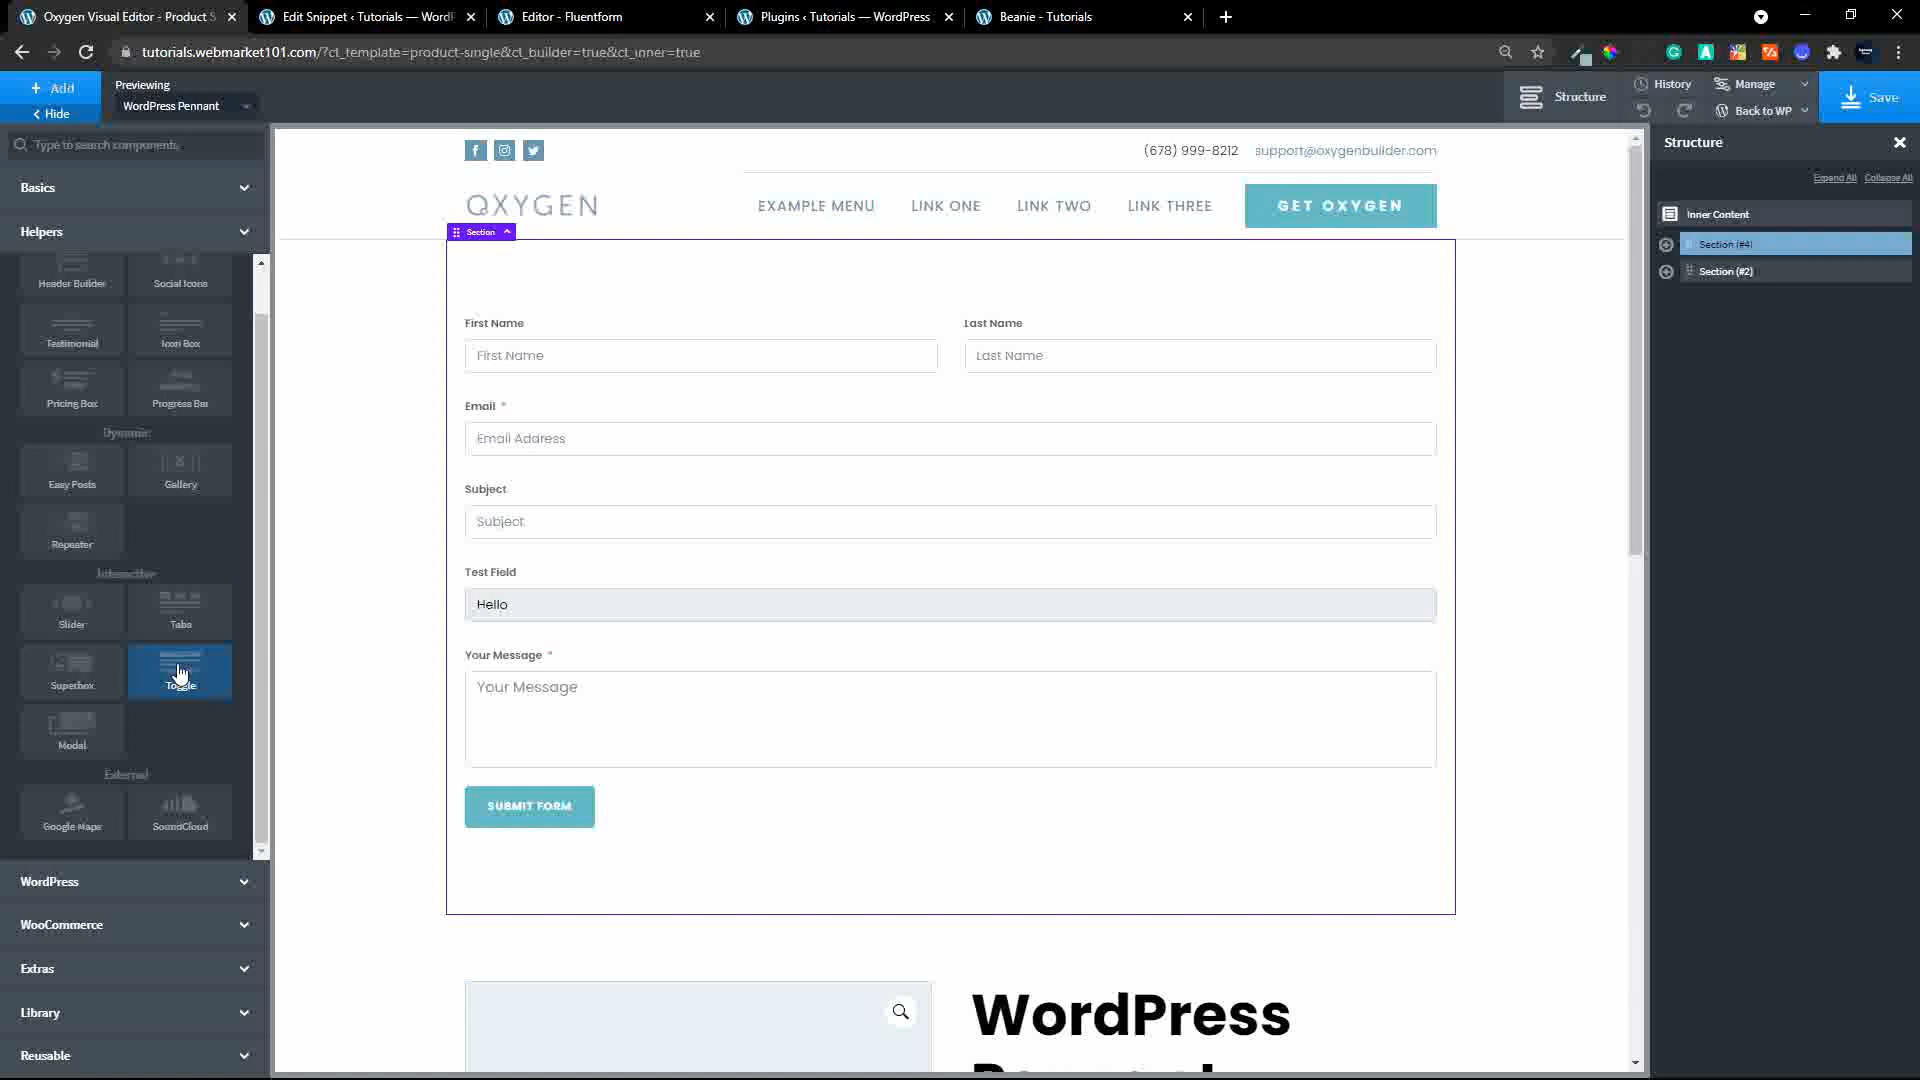 Oxygen Visual Editor - Product S
Edit Snippet ‹ Tutorials — WordP
Editor - Fluentform
Plugins ‹ Tutorials — WordPress
Beanie - Tutorials
tutorials.webmarket101.com/?ct_template=product-single&ct_builder=true&ct_inner=true
+ Add
Hide
Previewing
WordPress Pennant
Structure
History
Manage
Back to WP
Save
Type to search components.
Basics
Helpers
Header Builder
Social Icons
Testimonial
Icon Box
Pricing Box
Progress Bar
Dynamic
Easy Posts
Gallery
Repeater
Interactive
Slider
Tabs
Superbox
Toggle
Modal
External
Google Maps
SoundCloud
WordPress
WooCommerce
Extras
Library
Reusable
(678) 999-8212
support@oxygenbuilder.com
OXYGEN
EXAMPLE MENU
LINK ONE
LINK TWO
LINK THREE
GET OXYGEN
Section
First Name
Last Name
First Name
Last Name
Email *
Email Address
Subject
Subject
Test Field
Hello
Your Message *
Your Message
SUBMIT FORM
WordPress
Structure
Expand All
Collapse All
Inner Content
Section (#4)
Section (#2)